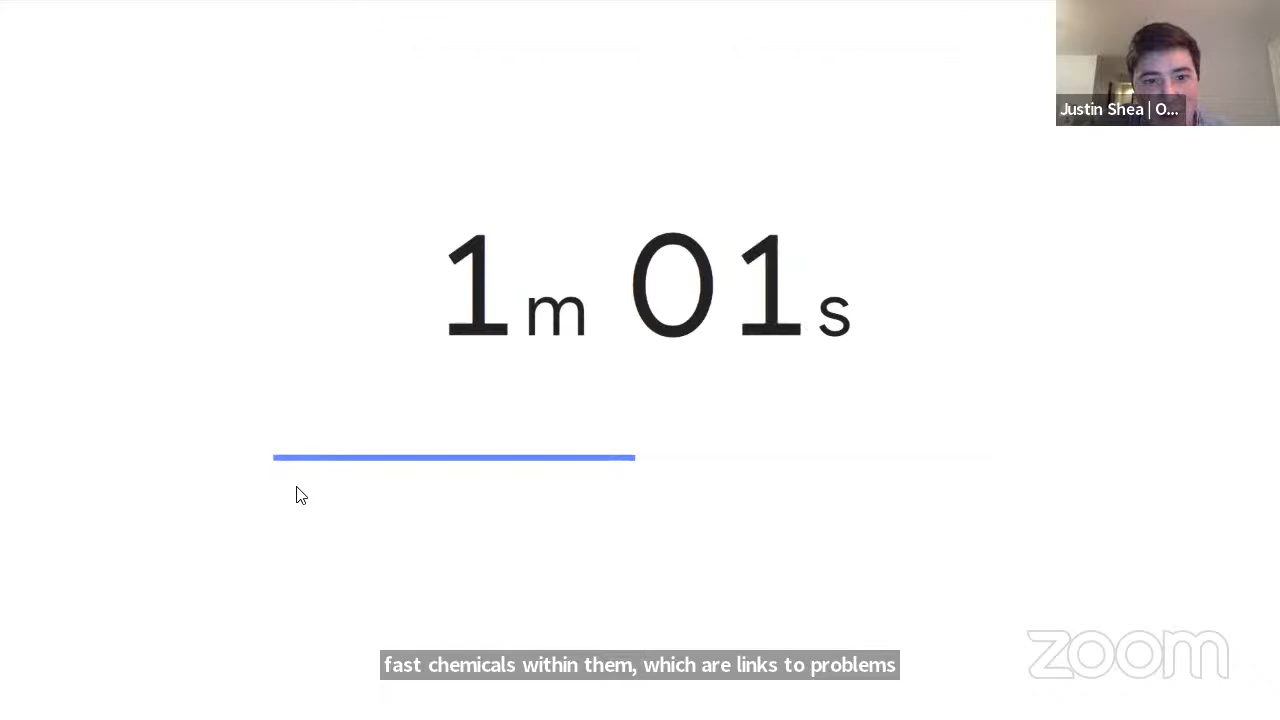 Justin Shea | O...
1m 01s
fast chemicals within them, which are links to problems
zoom